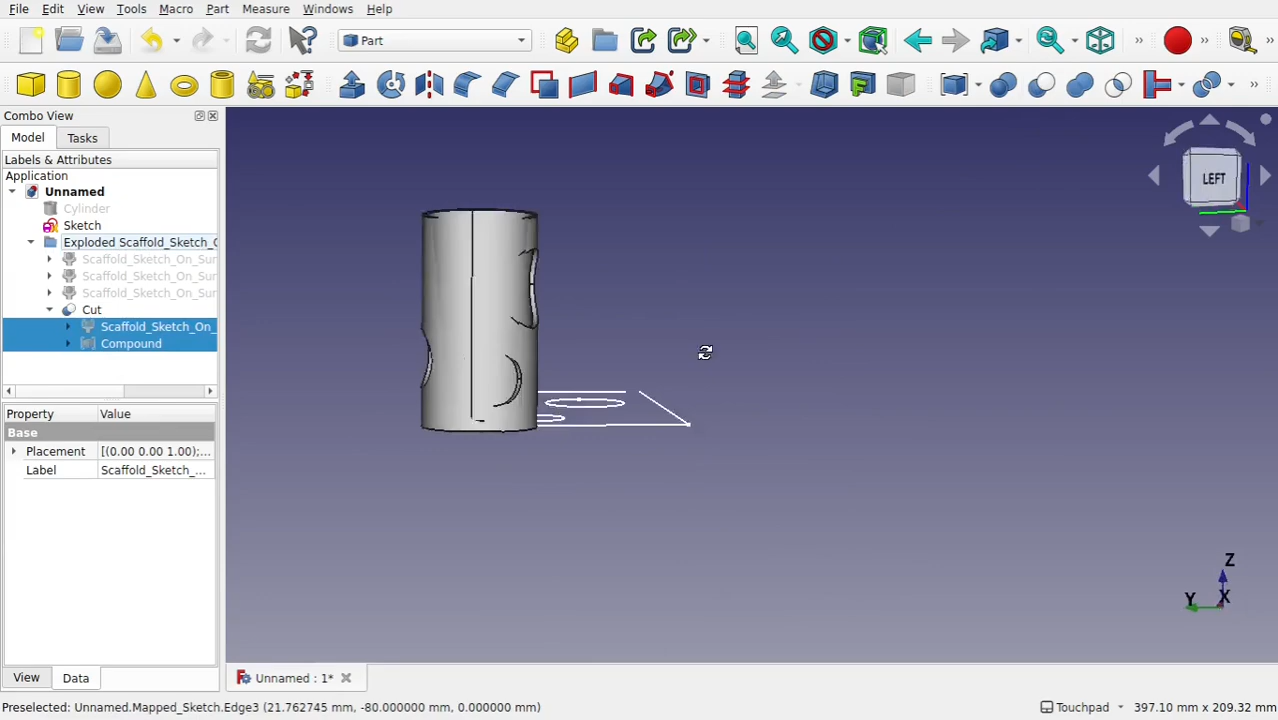 File Edit View Tools Macro Part Measure Windows Help
Part
Combo View
Model Tasks
Labels & Attributes
Application
Unnamed
Cylinder
Sketch
Exploded Scaffold_Sketch_
Scaffold_Sketch_On_Sur
Scaffold_Sketch_On_Sur
Scaffold_Sketch_On_Sur
Cut
Scaffold_Sketch_On_
Compound
Property Value
Base
Placement [(0.00 0.00 1.00);...
Label Scaffold_Sketch_...
View Data
LEFT
Z
Y X
Unnamed : 1*
Preselected: Unnamed.Mapped_Sketch.Edge3 (21.762745 mm, -80.000000 mm, 0.000000 mm)
Touchpad
397.10 mm x 209.32 mm